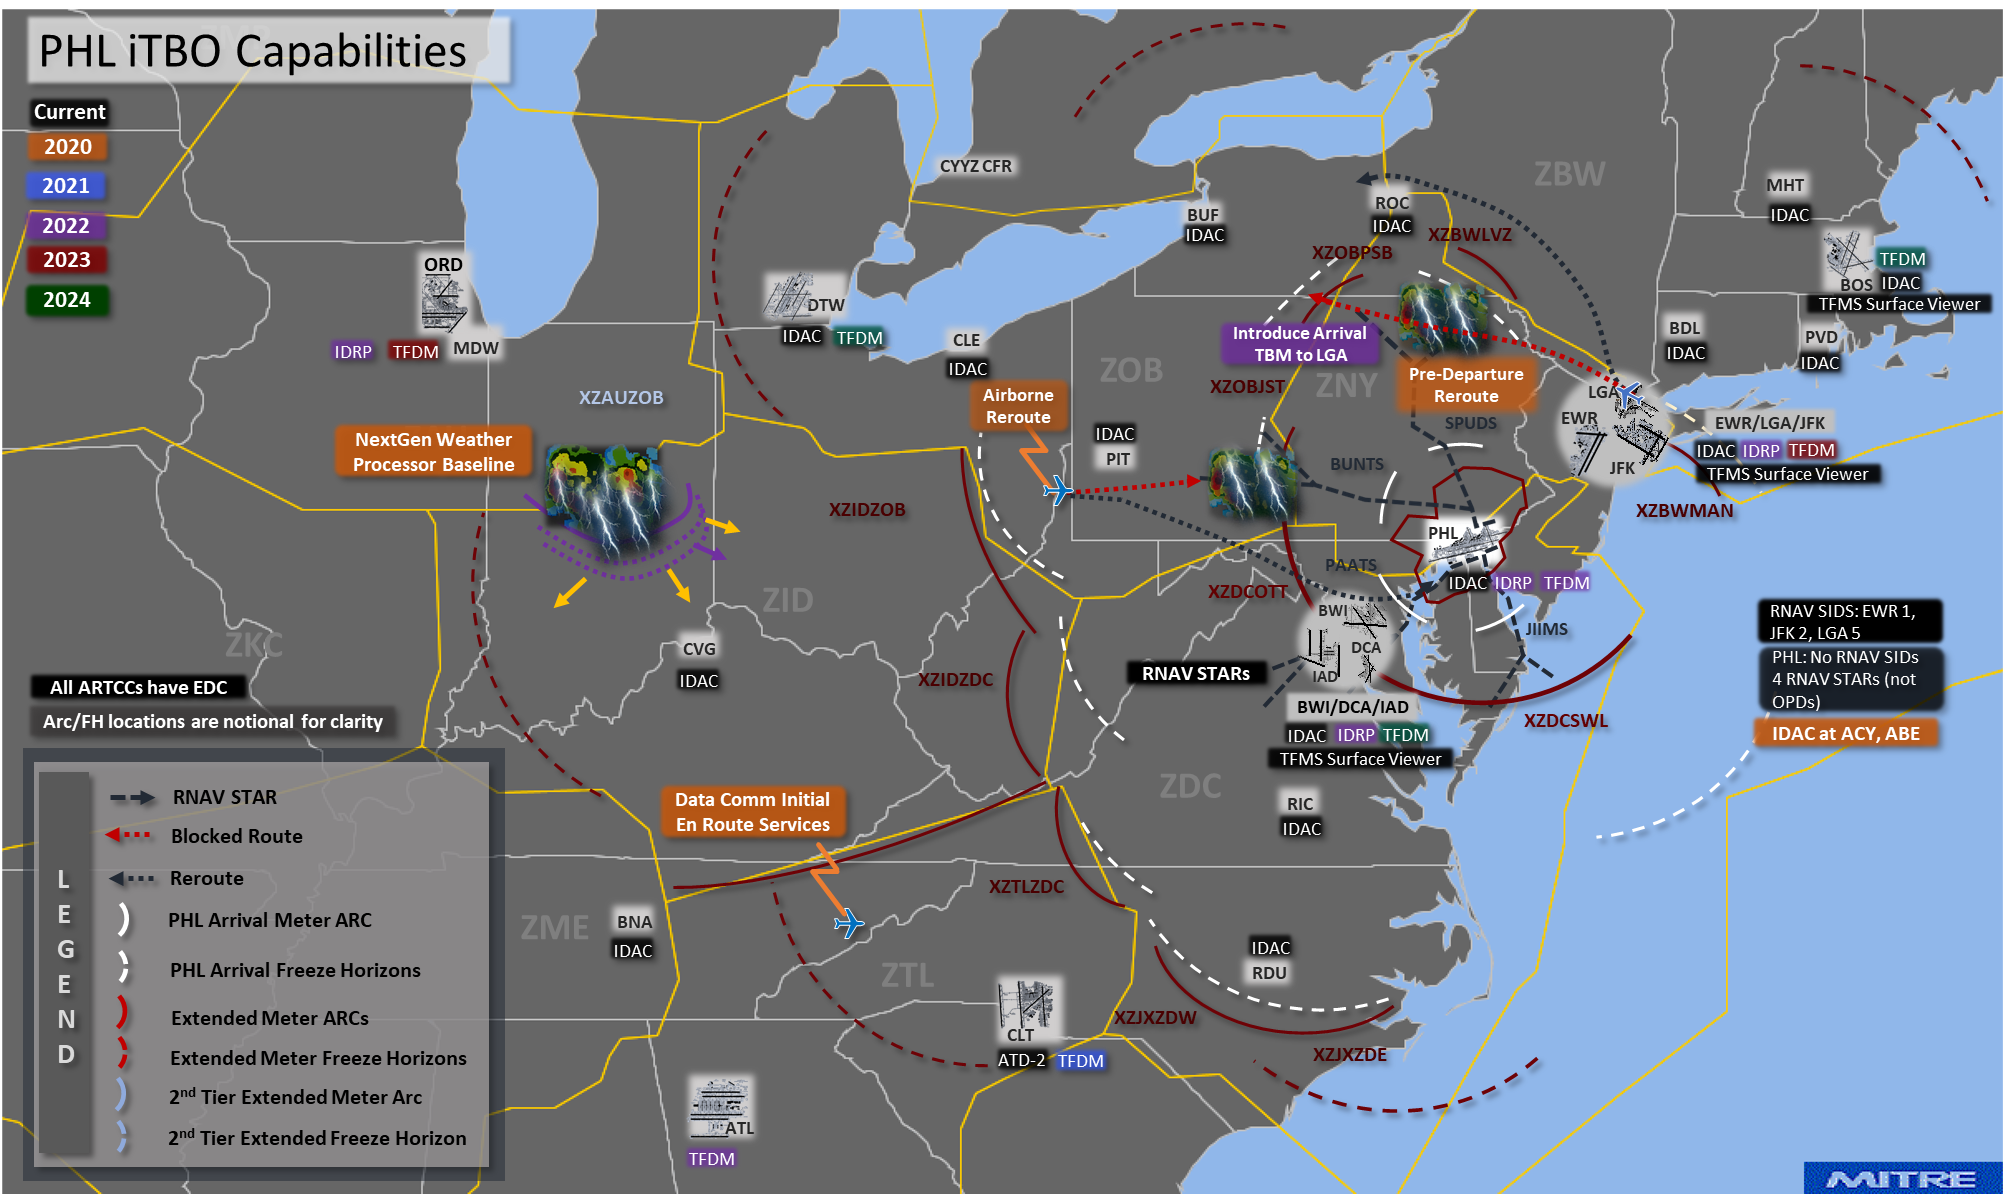 PHL iTBO Capabilities
Current
2020
2021
2022
2023
2024
CYYZ CFR
ZBW
MHT
IDAC
BUF
IDAC
ROC
IDAC
XZOBPSB
XZBWLVZ
ORD
MDW
IDRP
TFDM
DTW
IDAC
TFDM
CLE
IDAC
BOS
TFDM
IDAC
TFMS Surface Viewer
BDL
IDAC
PVD
IDAC
Introduce Arrival
TBM to LGA
ZOB
ZNY
XZOBJST
Pre-Departure
Reroute
SPUDS
LGA
EWR
JFK
EWR/LGA/JFK
IDAC
IDRP
TFDM
TFMS Surface Viewer
XZBWMAN
XZAUZOB
NextGen Weather
Processor Baseline
Airborne
Reroute
IDAC
PIT
BUNTS
XZIDZOB
PHL
IDAC
IDRP
TFDM
PAATS
XZDCOTT
ZID
ZKC
CVG
IDAC
XZIDZDC
BWI
DCA
IAD
JIIMS
RNAV STARs
BWI/DCA/IAD
IDAC
IDRP
TFDM
TFMS Surface Viewer
XZDCSWL
RNAV SIDS: EWR 1,
JFK 2, LGA 5
PHL: No RNAV SIDs
4 RNAV STARs (not
OPDs)
IDAC at ACY, ABE
All ARTCCs have EDC
Arc/FH locations are notional for clarity
ZDC
RIC
IDAC
Data Comm Initial
En Route Services
XZTLZDC
ZME
BNA
IDAC
ZTL
IDAC
RDU
CLT
ATD-2
TFDM
XZJXZDW
XZJXZDE
ATL
TFDM
LEGEND
RNAV STAR
Blocked Route
Reroute
PHL Arrival Meter ARC
PHL Arrival Freeze Horizons
Extended Meter ARCs
Extended Meter Freeze Horizons
2nd Tier Extended Meter Arc
2nd Tier Extended Freeze Horizon
MITRE